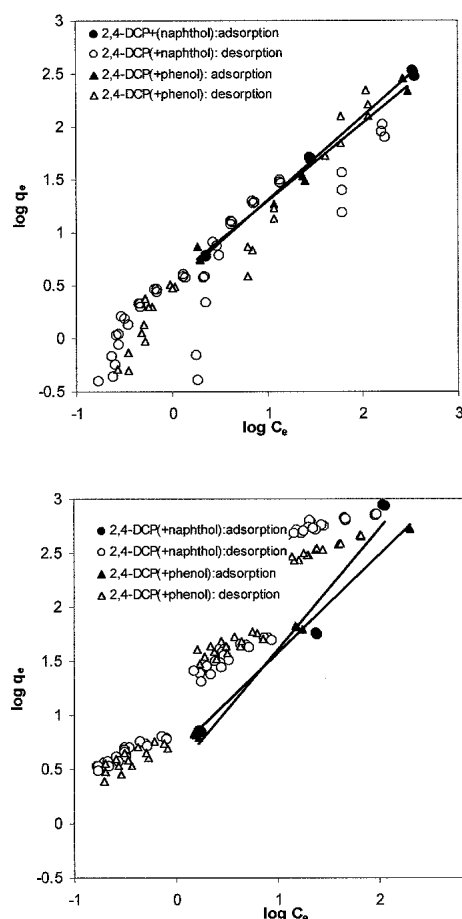 3
2.5
2
1.5
1
0.5
0
-0.5
log qe
2,4-DCP+(naphthol):adsorption
2,4-DCP(+naphthol): desorption
2,4-DCP(+phenol): adsorption
2,4-DCP(+phenol): desorption
-1 0 1 2 3
log Ce
3
2.5
2
1.5
1
0.5
0
-0.5
log qe
2,4-DCP(+naphthol):adsorption
2,4-DCP(+naphthol):desorption
2,4-DCP(+phenol):adsorption
2,4-DCP(+phenol): desorption
-1 0 1 2 3
log Ce